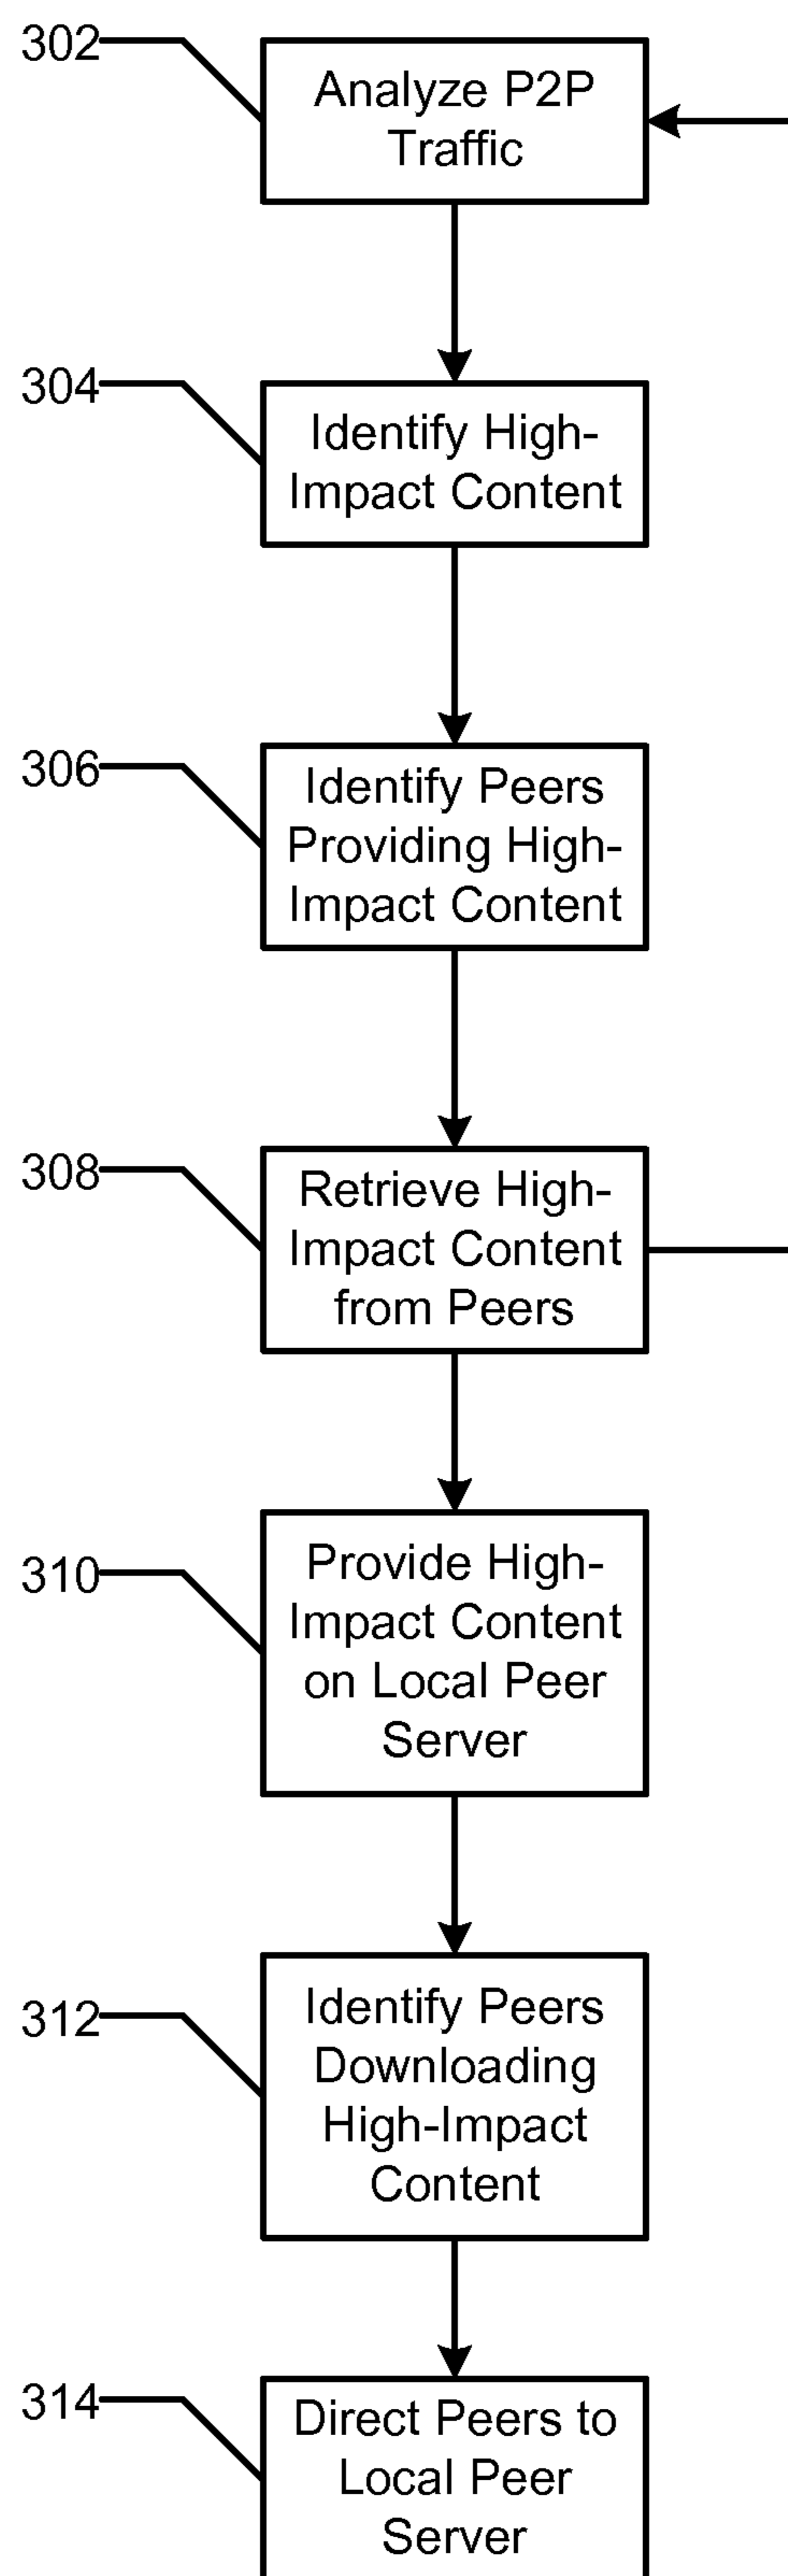 302
Analyze P2P
Traffic
304
Identify High-
Impact Content
306
Identify Peers
Providing High-
Impact Content
308
Retrieve High-
Impact Content
from Peers
310
Provide High-
Impact Content
on Local Peer
Server
312
Identify Peers
Downloading
High-Impact
Content
314
Direct Peers to
Local Peer
Server